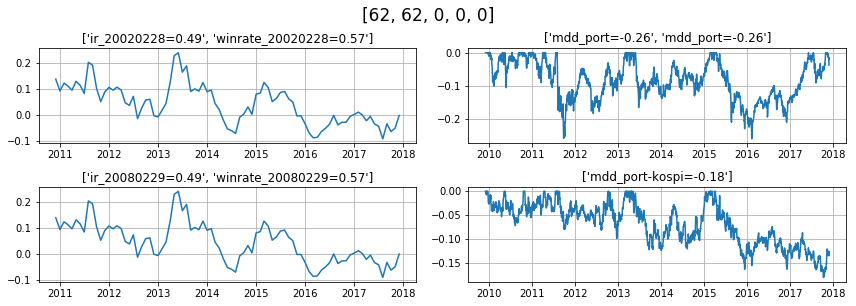 [62, 62, 0, 0, 0]
['ir_20020228=0.49', 'winrate_20020228=0.57']
0.2
0.1
0.0
−0.1
2011 2012 2013 2014 2015 2016 2017 2018
['mdd_port=-0.26', 'mdd_port=-0.26']
0.0
−0.1
−0.2
2010 2011 2012 2013 2014 2015 2016 2017 2018
['ir_20080229=0.49', 'winrate_20080229=0.57']
0.2
0.1
0.0
−0.1
2011 2012 2013 2014 2015 2016 2017 2018
['mdd_port-kospi=-0.18']
0.00
−0.05
−0.10
−0.15
2010 2011 2012 2013 2014 2015 2016 2017 2018